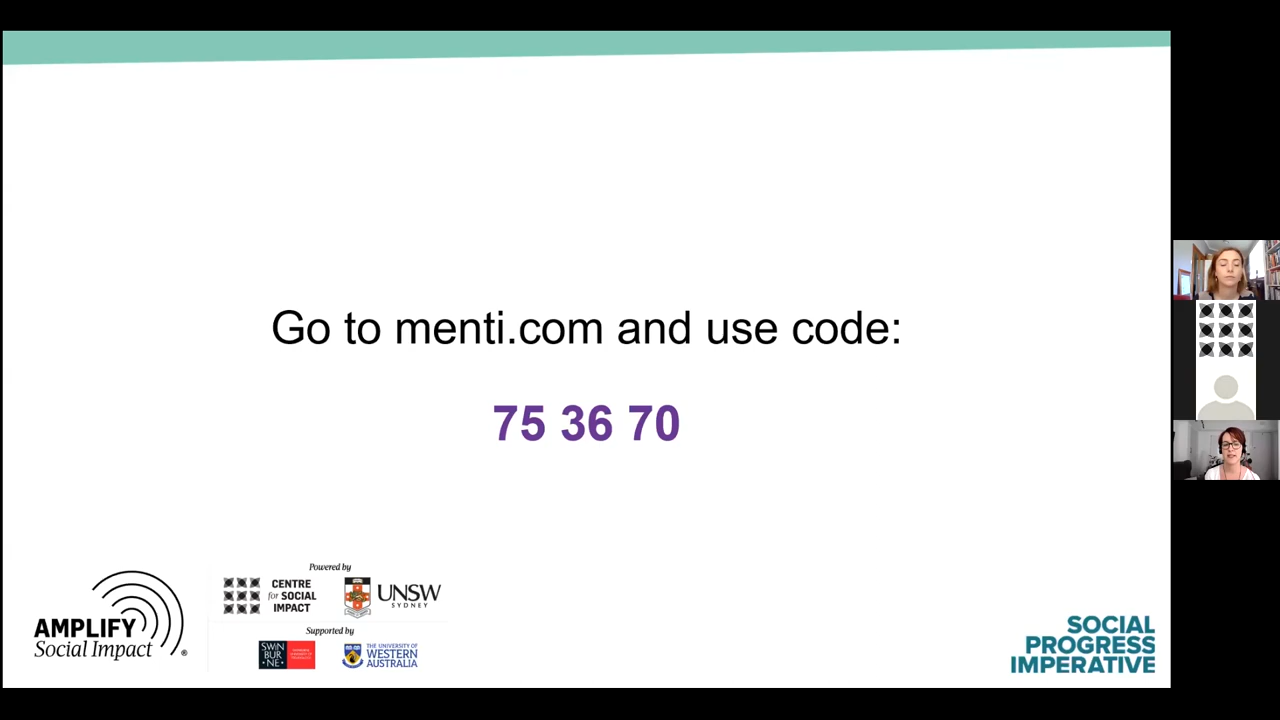 Go to menti.com and use code:
75 36 70
AMPLIFY
Social Impact
®
Powered by
CENTRE
for SOCIAL
IMPACT
UNSW
SYDNEY
Supported by
SWIN
BUR
NE
THE UNIVERSITY OF
WESTERN
AUSTRALIA
SOCIAL
PROGRESS
IMPERATIVE